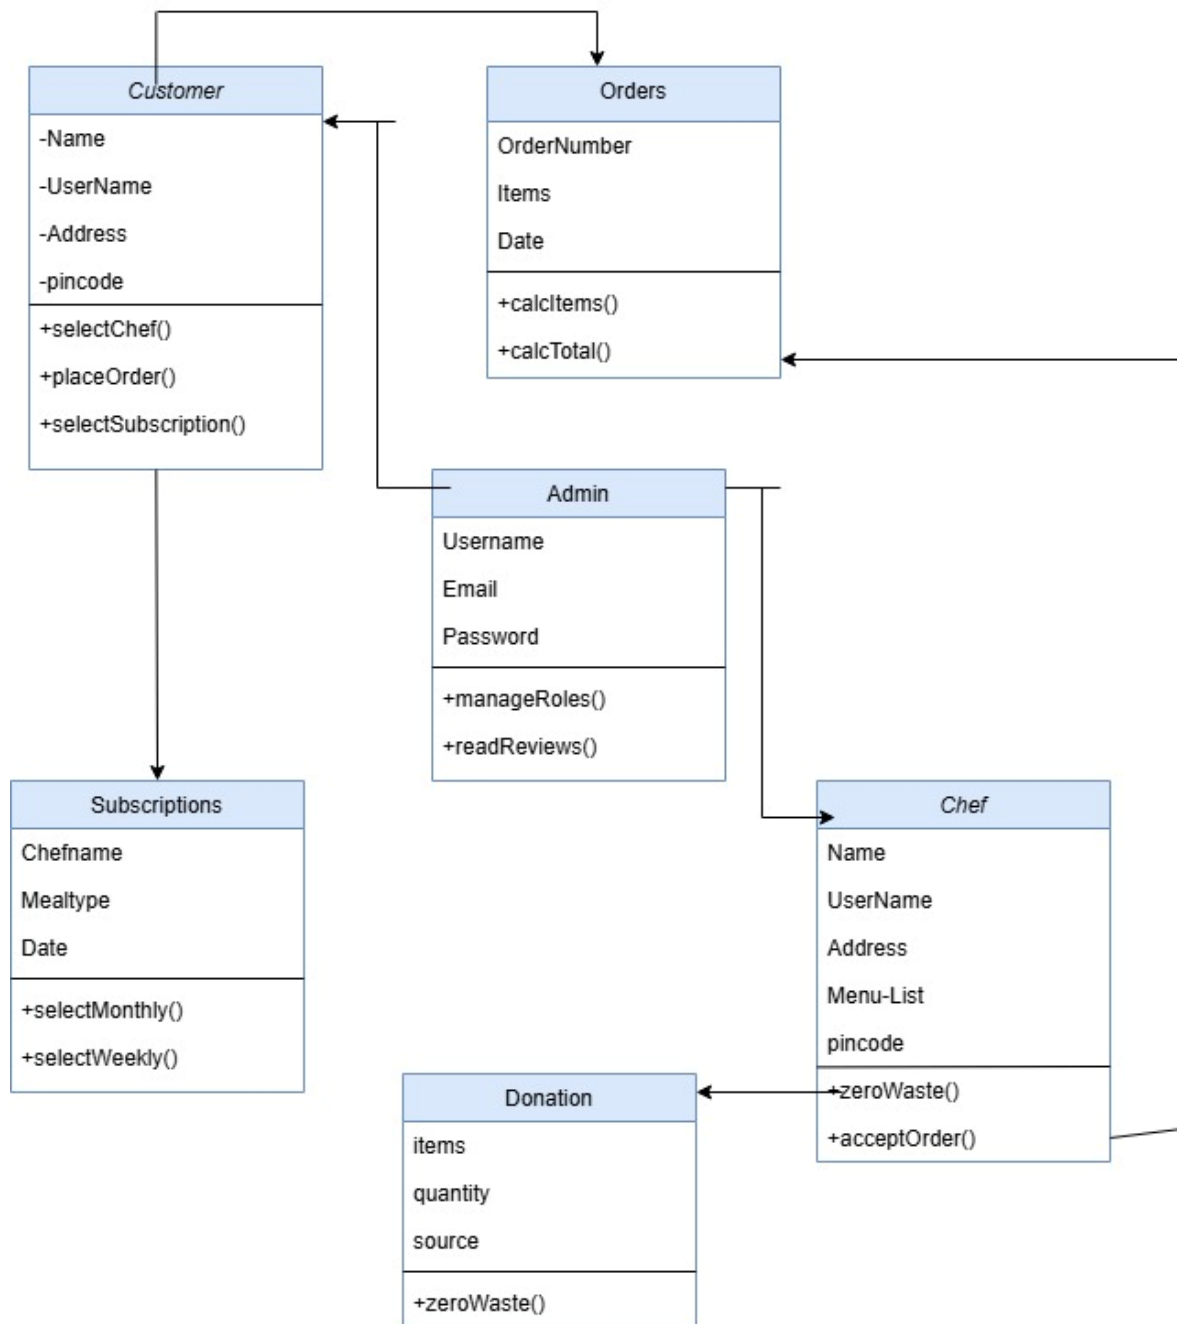 Customer
-Name
-UserName
-Address
-pincode
+selectChef()
+placeOrder()
+selectSubscription()
Orders
OrderNumber
Items
Date
+calcItems()
+calcTotal()
Admin
Username
Email
Password
+manageRoles()
+readReviews()
Subscriptions
Chefname
Mealtype
Date
+selectMonthly()
+selectWeekly()
Chef
Name
UserName
Address
Menu-List
pincode
+zeroWaste()
+acceptOrder()
Donation
items
quantity
source
+zeroWaste()